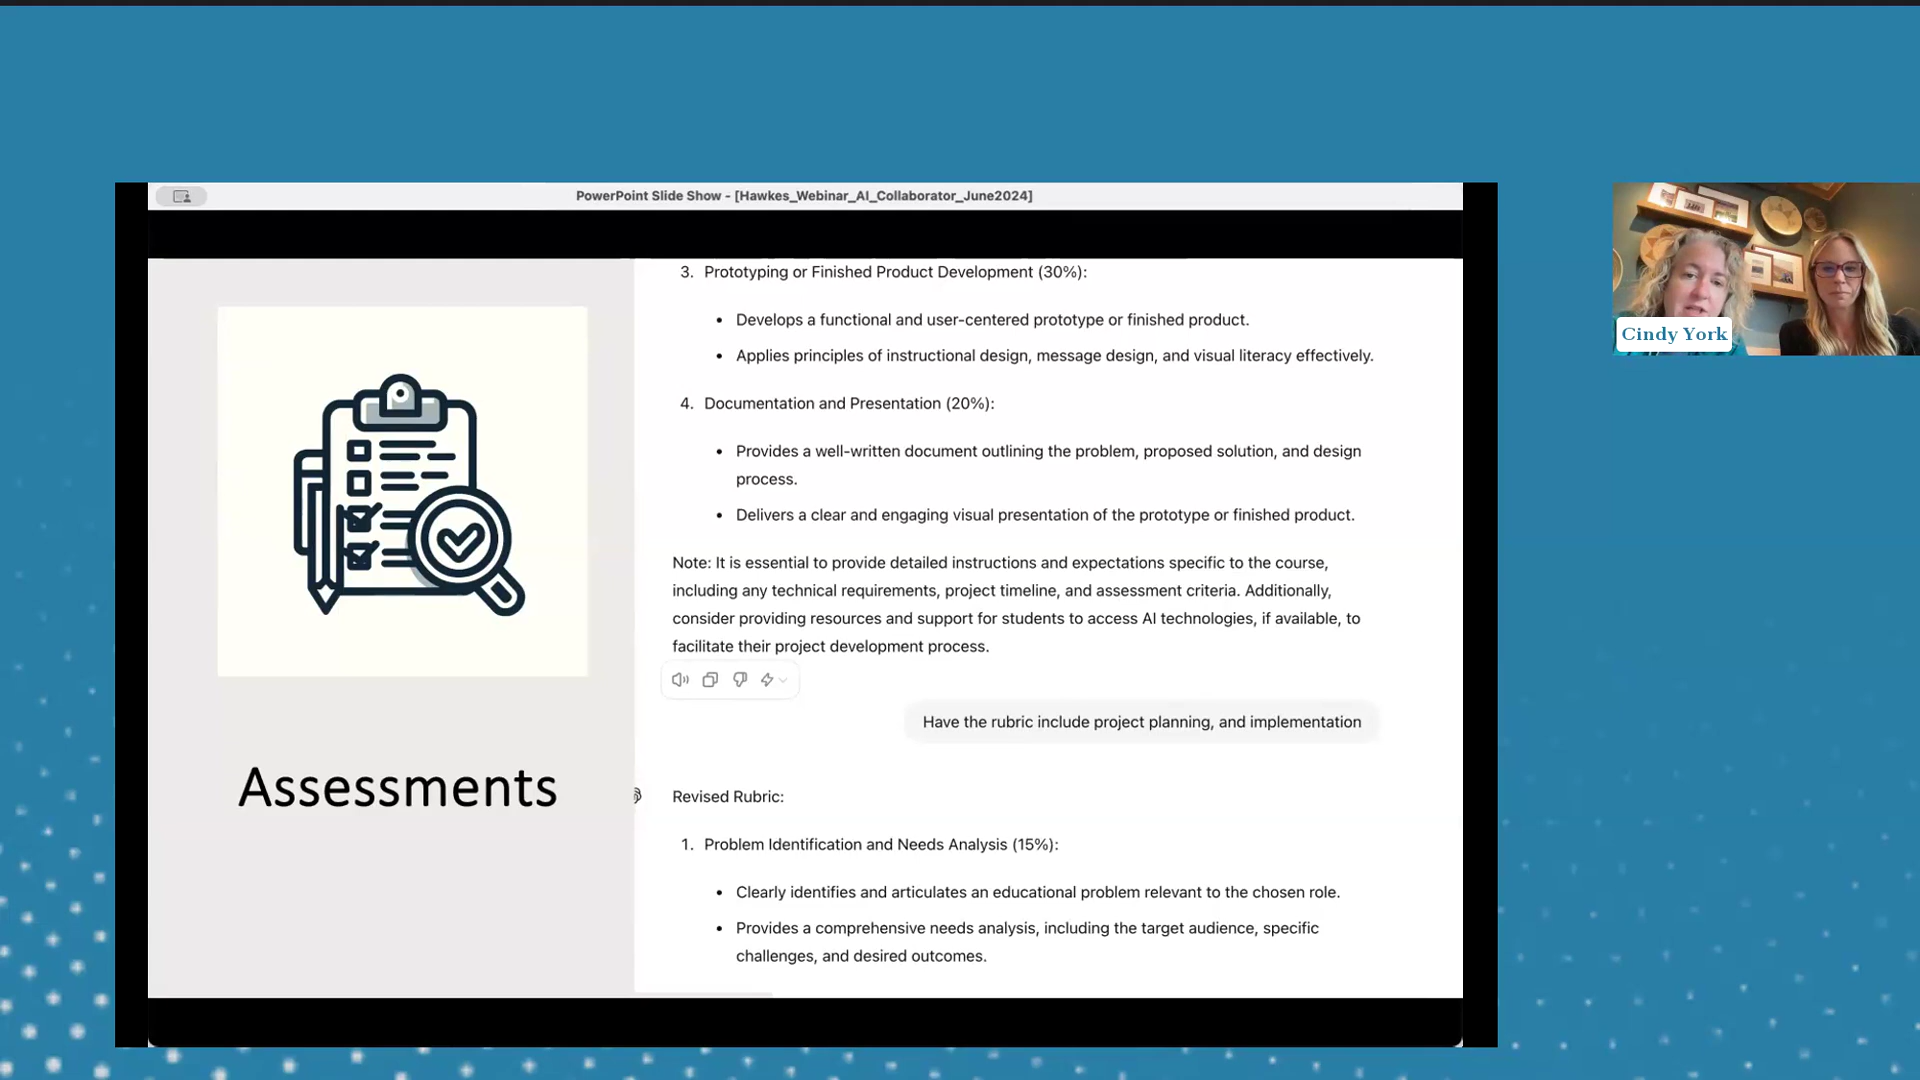 PowerPoint Slide Show - [Hawkes_Webinar_AI_Collaborator_June2024]
3. Prototyping or Finished Product Development (30%):
• Develops a functional and user-centered prototype or finished product.
• Applies principles of instructional design, message design, and visual literacy effectively.
4. Documentation and Presentation (20%):
• Provides a well-written document outlining the problem, proposed solution, and design
process.
• Delivers a clear and engaging visual presentation of the prototype or finished product.
Note: It is essential to provide detailed instructions and expectations specific to the course,
including any technical requirements, project timeline, and assessment criteria. Additionally,
consider providing resources and support for students to access AI technologies, if available, to
facilitate their project development process.
Have the rubric include project planning, and implementation
Assessments
Revised Rubric:
1. Problem Identification and Needs Analysis (15%):
• Clearly identifies and articulates an educational problem relevant to the chosen role.
• Provides a comprehensive needs analysis, including the target audience, specific
challenges, and desired outcomes.
Cindy York